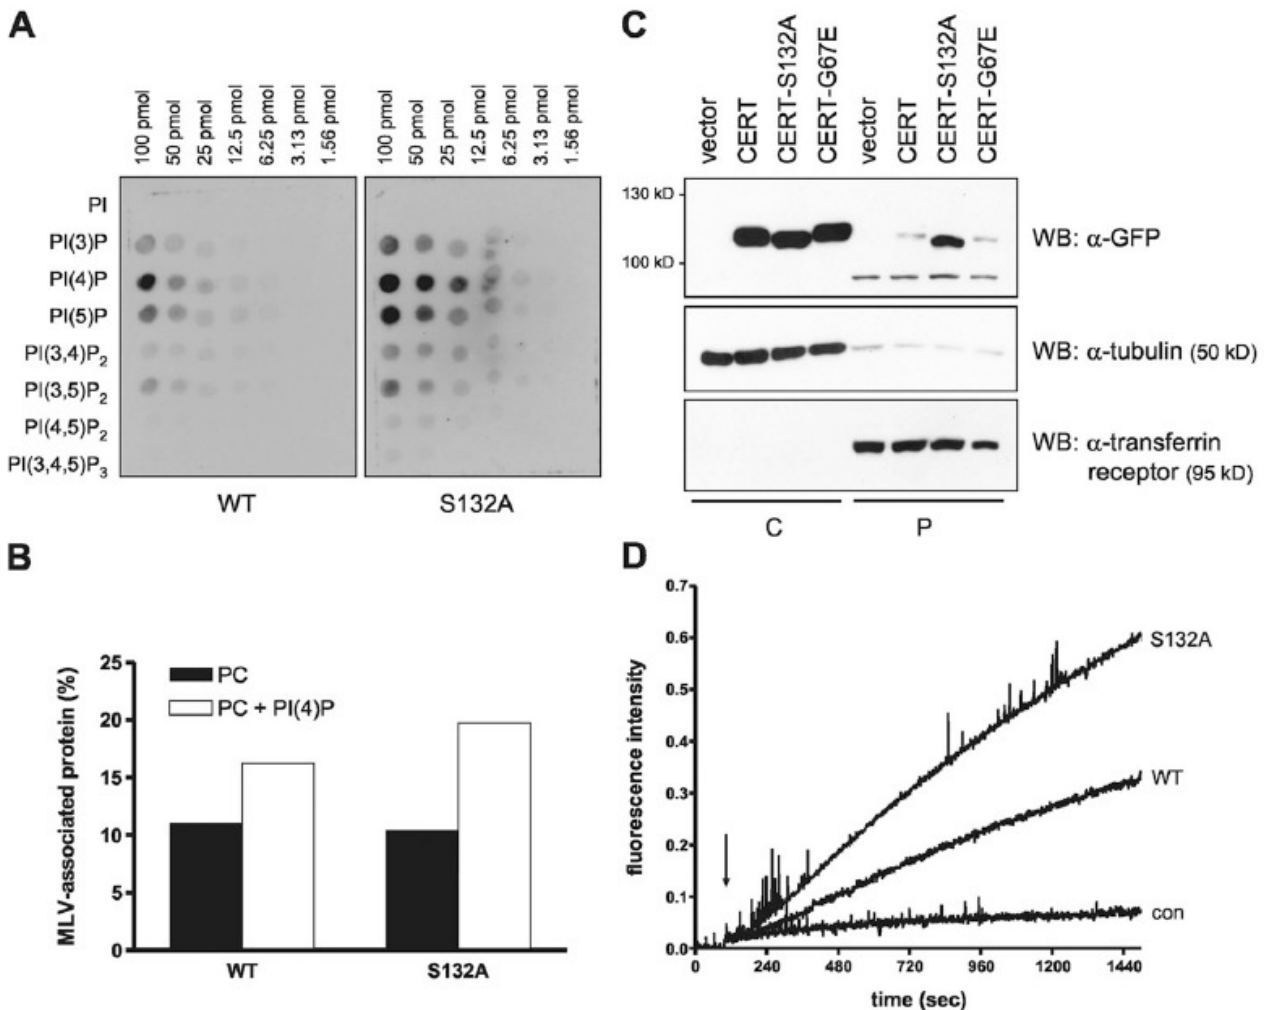 A
100 pmol
50 pmol
25 pmol
12.5 pmol
6.25 pmol
3.13 pmol
1.56 pmol
100 pmol
50 pmol
25 pmol
12.5 pmol
6.25 pmol
3.13 pmol
1.56 pmol
PI
PI(3)P
PI(4)P
PI(5)P
PI(3,4)P2
PI(3,5)P2
PI(4,5)P2
PI(3,4,5)P3
WT
S132A
C
vector
CERT
CERT-S132A
CERT-G67E
vector
CERT
CERT-S132A
CERT-G67E
130 kD
100 kD
WB: α-GFP
WB: α-tubulin (50 kD)
WB: α-transferrin
receptor (95 kD)
C
P
B
MLV-associated protein (%)
25
20
15
10
5
0
PC
PC + PI(4)P
WT
S132A
D
fluorescence intensity
0.7
0.6
0.5
0.4
0.3
0.2
0.1
0.0
S132A
WT
con
0
240
480
720
960
1200
1440
time (sec)